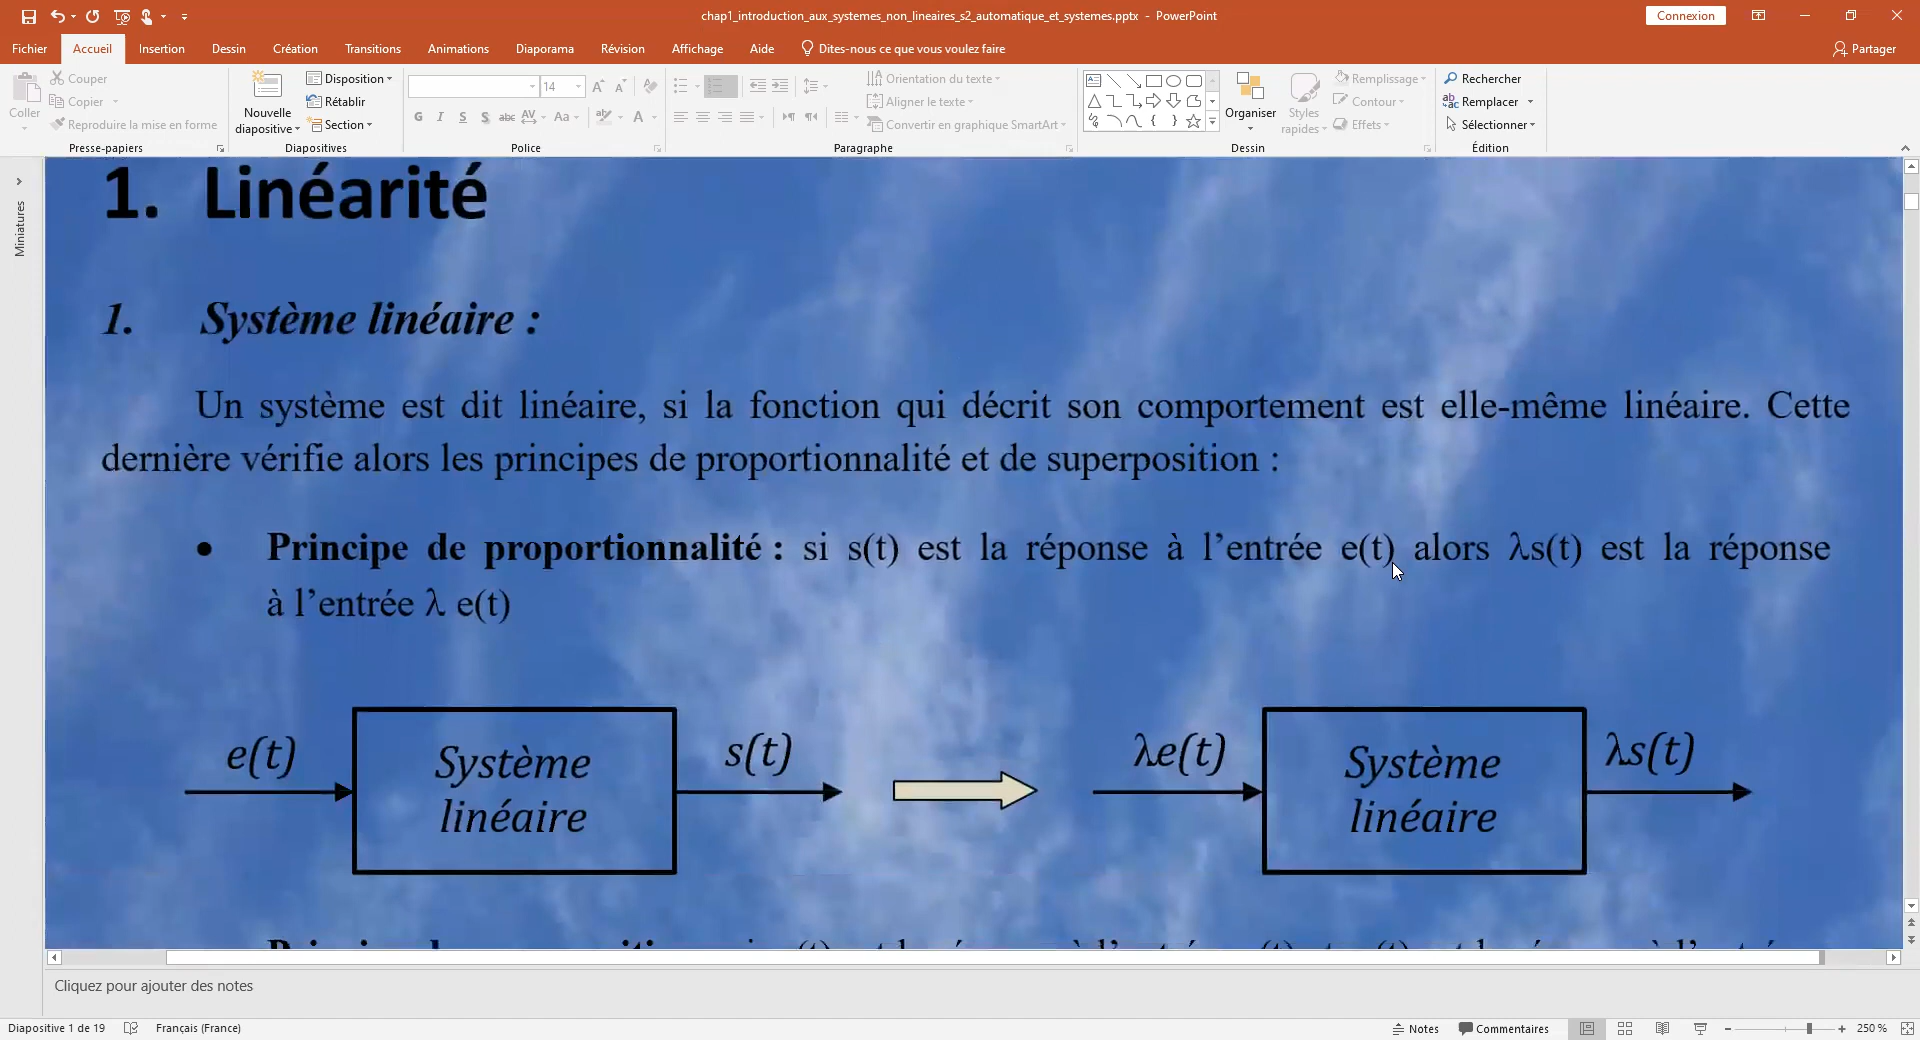 chap1_introduction_aux_systemes_non_lineaires_s2_automatique_et_systemes.pptx - PowerPoint
Connexion
Fichier Accueil Insertion Dessin Création Transitions Animations Diaporama Révision Affichage Aide Dites-nous ce que vous voulez faire Partager
Coller
Couper
Copier
Reproduire la mise en forme
Presse-papiers
Nouvelle
diapositive
Disposition
Rétablir
Section
Diapositives
14
G I S S abc AV Aa A
Police
Orientation du texte
Aligner le texte
Convertir en graphique SmartArt
Paragraphe
Organiser
Styles
rapides
Remplissage
Contour
Effets
Dessin
Rechercher
Remplacer
Sélectionner
Édition
Miniatures
1. Linéarité
1. Système linéaire :
Un système est dit linéaire, si la fonction qui décrit son comportement est elle-même linéaire. Cette
dernière vérifie alors les principes de proportionnalité et de superposition :
• Principe de proportionnalité : si s(t) est la réponse à l’entrée e(t) alors λs(t) est la réponse
à l’entrée λ e(t)
e(t)
Système
linéaire
s(t)
λe(t)
Système
linéaire
λs(t)
Cliquez pour ajouter des notes
Diapositive 1 de 19 Français (France) Notes Commentaires 250 %